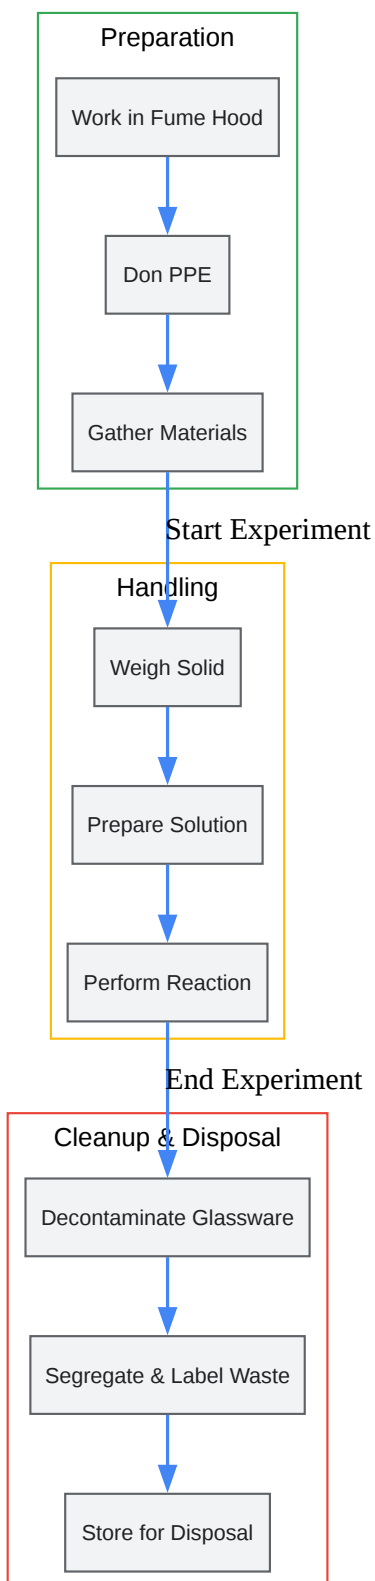 Preparation
Work in Fume Hood
Don PPE
Gather Materials
Start Experiment
Handling
Weigh Solid
Prepare Solution
Perform Reaction
End Experiment
Cleanup & Disposal
Decontaminate Glassware
Segregate & Label Waste
Store for Disposal